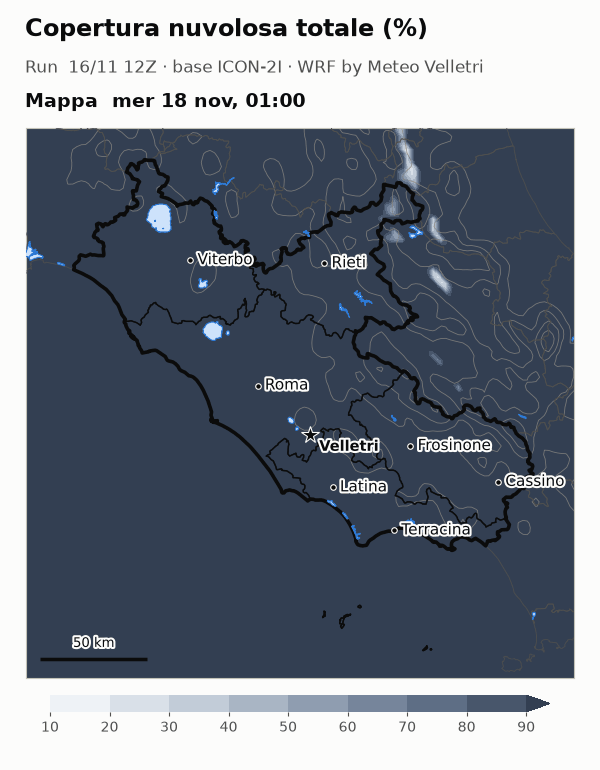 Copertura nuvolosa totale (%)
Run  16/11 12Z · base ICON-2I · WRF by Meteo Velletri
Mappa  mer 18 nov, 01:00
Viterbo
Rieti
Roma
Velletri
Frosinone
Cassino
Latina
Terracina
50 km
10 20 30 40 50 60 70 80 90